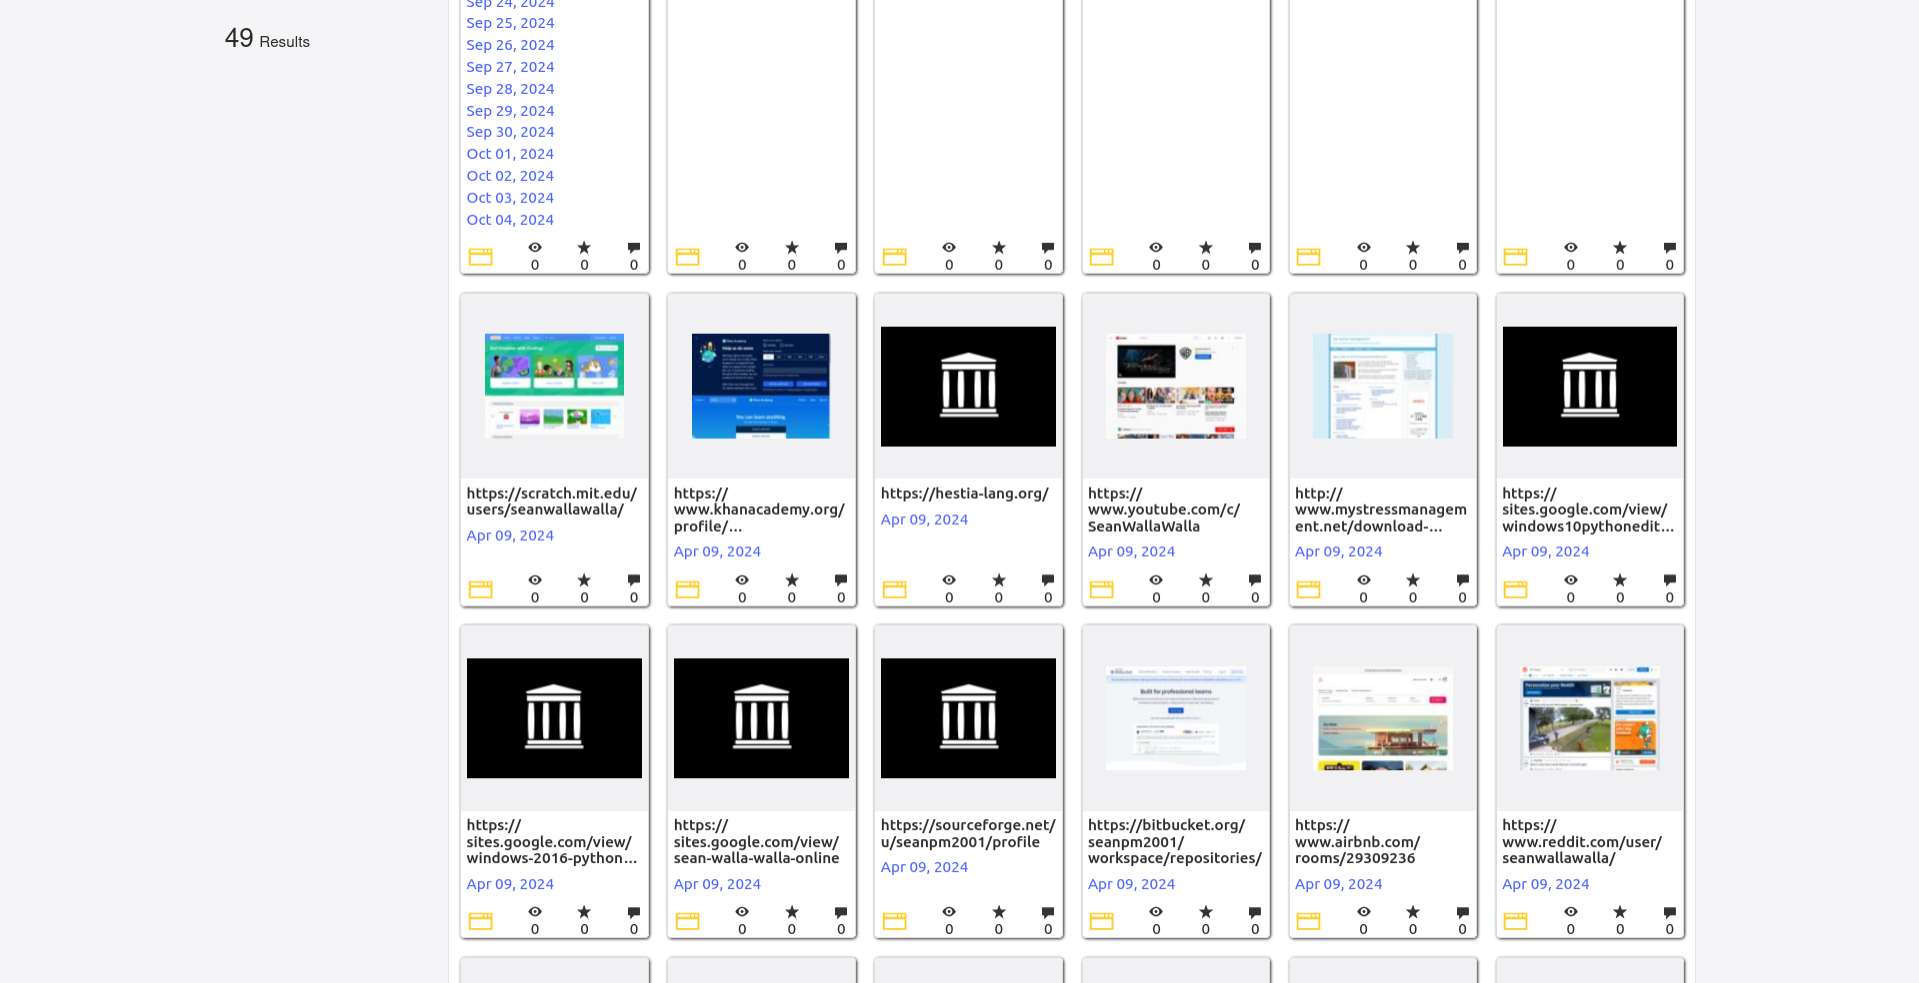 49 Results
Sep 24, 2024
Sep 25, 2024
Sep 26, 2024
Sep 27, 2024
Sep 28, 2024
Sep 29, 2024
Sep 30, 2024
Oct 01, 2024
Oct 02, 2024
Oct 03, 2024
Oct 04, 2024
0 0 0
0 0 0
0 0 0
0 0 0
0 0 0
0 0 0
https://scratch.mit.edu/
users/seanwallawalla/
Apr 09, 2024
0 0 0
https://
www.khanacademy.org/
profile/...
Apr 09, 2024
0 0 0
https://hestia-lang.org/
Apr 09, 2024
0 0 0
https://
www.youtube.com/c/
SeanWallaWalla
Apr 09, 2024
0 0 0
http://
www.mystressmanagem
ent.net/download-...
Apr 09, 2024
0 0 0
https://
sites.google.com/view/
windows10pythonedit...
Apr 09, 2024
0 0 0
https://
sites.google.com/view/
windows-2016-python...
Apr 09, 2024
0 0 0
https://
sites.google.com/view/
sean-walla-walla-online
Apr 09, 2024
0 0 0
https://sourceforge.net/
u/seanpm2001/profile
Apr 09, 2024
0 0 0
Built for professional teams
https://bitbucket.org/
seanpm2001/
workspace/repositories/
Apr 09, 2024
0 0 0
https://
www.airbnb.com/
rooms/29309236
Apr 09, 2024
0 0 0
https://
www.reddit.com/user/
seanwallawalla/
Apr 09, 2024
0 0 0